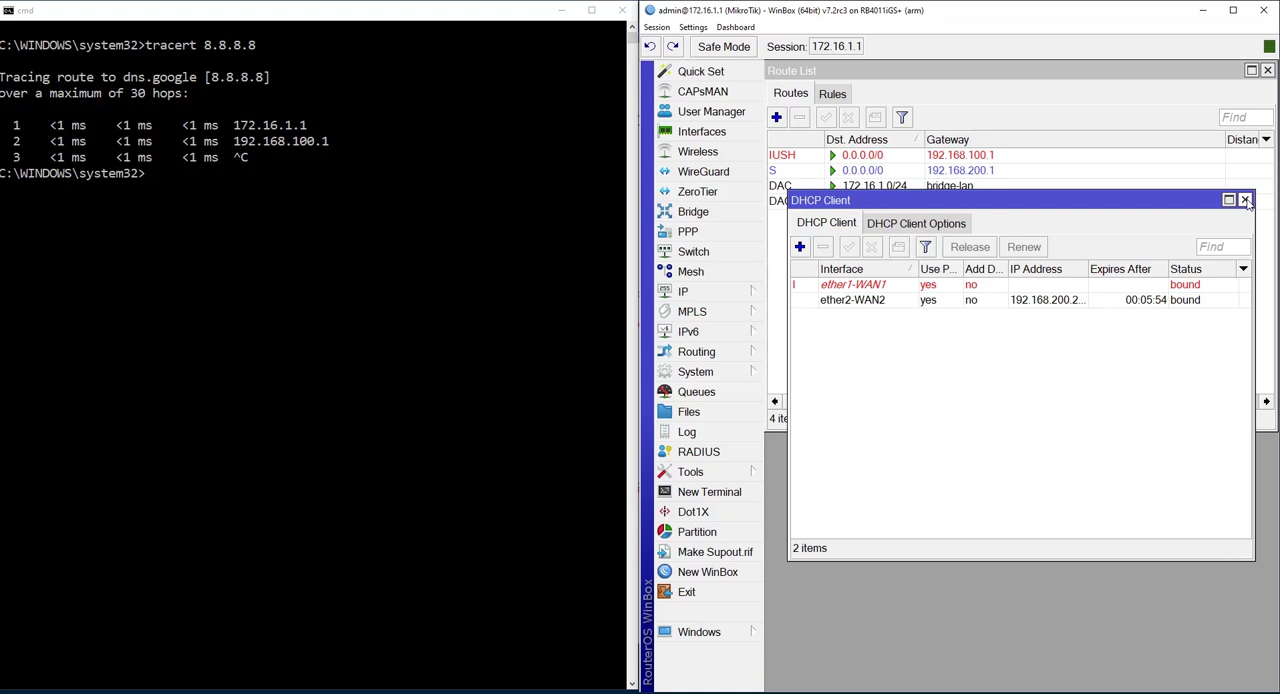 cmd
C:\WINDOWS\system32>tracert 8.8.8.8
Tracing route to dns.google [8.8.8.8]
over a maximum of 30 hops:
1 <1 ms <1 ms <1 ms 172.16.1.1
2 <1 ms <1 ms <1 ms 192.168.100.1
3 <1 ms <1 ms <1 ms ^C
C:\WINDOWS\system32>
admin@172.16.1.1 (MikroTik) - WinBox (64bit) v7.2rc3 on RB4011iGS+ (arm)
Session Settings Dashboard
Safe Mode Session: 172.16.1.1
Quick Set
CAPsMAN
User Manager
Interfaces
Wireless
WireGuard
ZeroTier
Bridge
PPP
Switch
Mesh
IP
MPLS
IPv6
Routing
System
Queues
Files
Log
RADIUS
Tools
New Terminal
Dot1X
Partition
Make Supout.rif
New WinBox
Exit
Windows
RouterOS WinBox
Route List
Routes Rules
Find
Dst. Address Gateway Distan
IUSH 0.0.0.0/0 192.168.100.1
S 0.0.0.0/0 192.168.200.1
DAC 172.16.1.0/24 bridge-lan
DAC
4 ite
DHCP Client
DHCP Client DHCP Client Options
Release Renew Find
Interface Use P... Add D... IP Address Expires After Status
I ether1-WAN1 yes no bound
ether2-WAN2 yes no 192.168.200.2... 00:05:54 bound
2 items